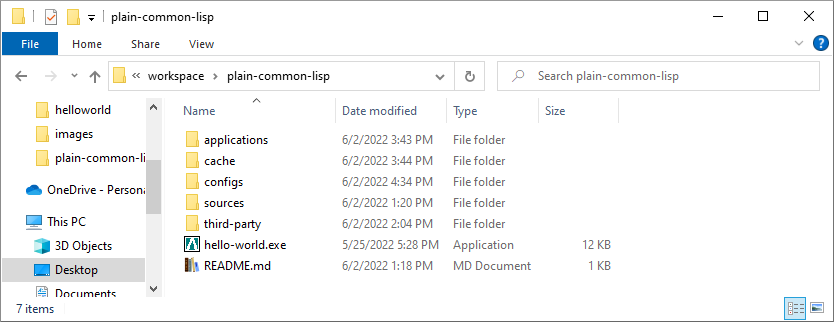 plain-common-lisp
File Home Share View
workspace plain-common-lisp Search plain-common-lisp
helloworld
images
plain-common-li
OneDrive - Persona
This PC
3D Objects
Desktop
Documents
Name Date modified Type Size
applications 6/2/2022 3:43 PM File folder
cache 6/2/2022 3:44 PM File folder
configs 6/2/2022 4:34 PM File folder
sources 6/2/2022 1:20 PM File folder
third-party 6/2/2022 2:04 PM File folder
hello-world.exe 5/25/2022 5:28 PM Application 12 KB
README.md 6/2/2022 1:18 PM MD Document 1 KB
7 items